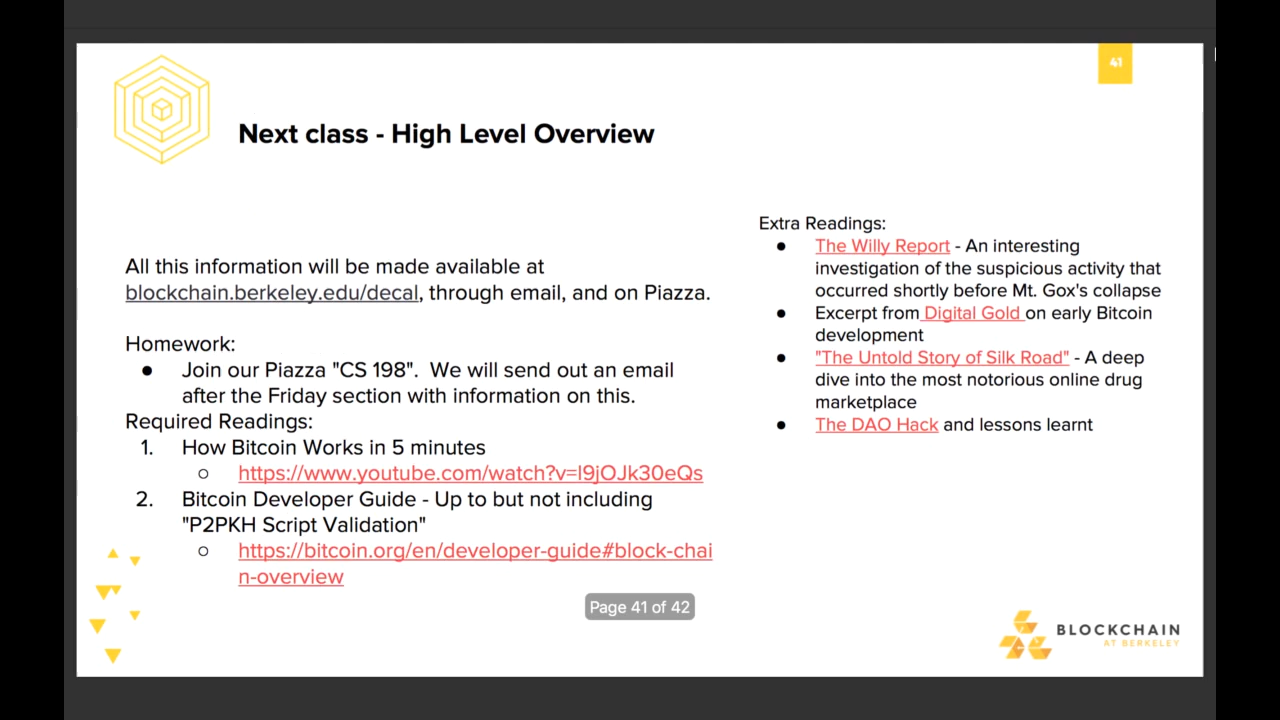 41
Next class - High Level Overview
All this information will be made available at
blockchain.berkeley.edu/decal, through email, and on Piazza.
Homework:
● Join our Piazza "CS 198". We will send out an email
after the Friday section with information on this.
Required Readings:
1. How Bitcoin Works in 5 minutes
○ https://www.youtube.com/watch?v=l9jOJk30eQs
2. Bitcoin Developer Guide - Up to but not including
"P2PKH Script Validation"
○ https://bitcoin.org/en/developer-guide#block-chai
n-overview
Extra Readings:
● The Willy Report - An interesting
investigation of the suspicious activity that
occurred shortly before Mt. Gox's collapse
● Excerpt from Digital Gold on early Bitcoin
development
● "The Untold Story of Silk Road" - A deep
dive into the most notorious online drug
marketplace
● The DAO Hack and lessons learnt
Page 41 of 42
BLOCKCHAIN
AT BERKELEY